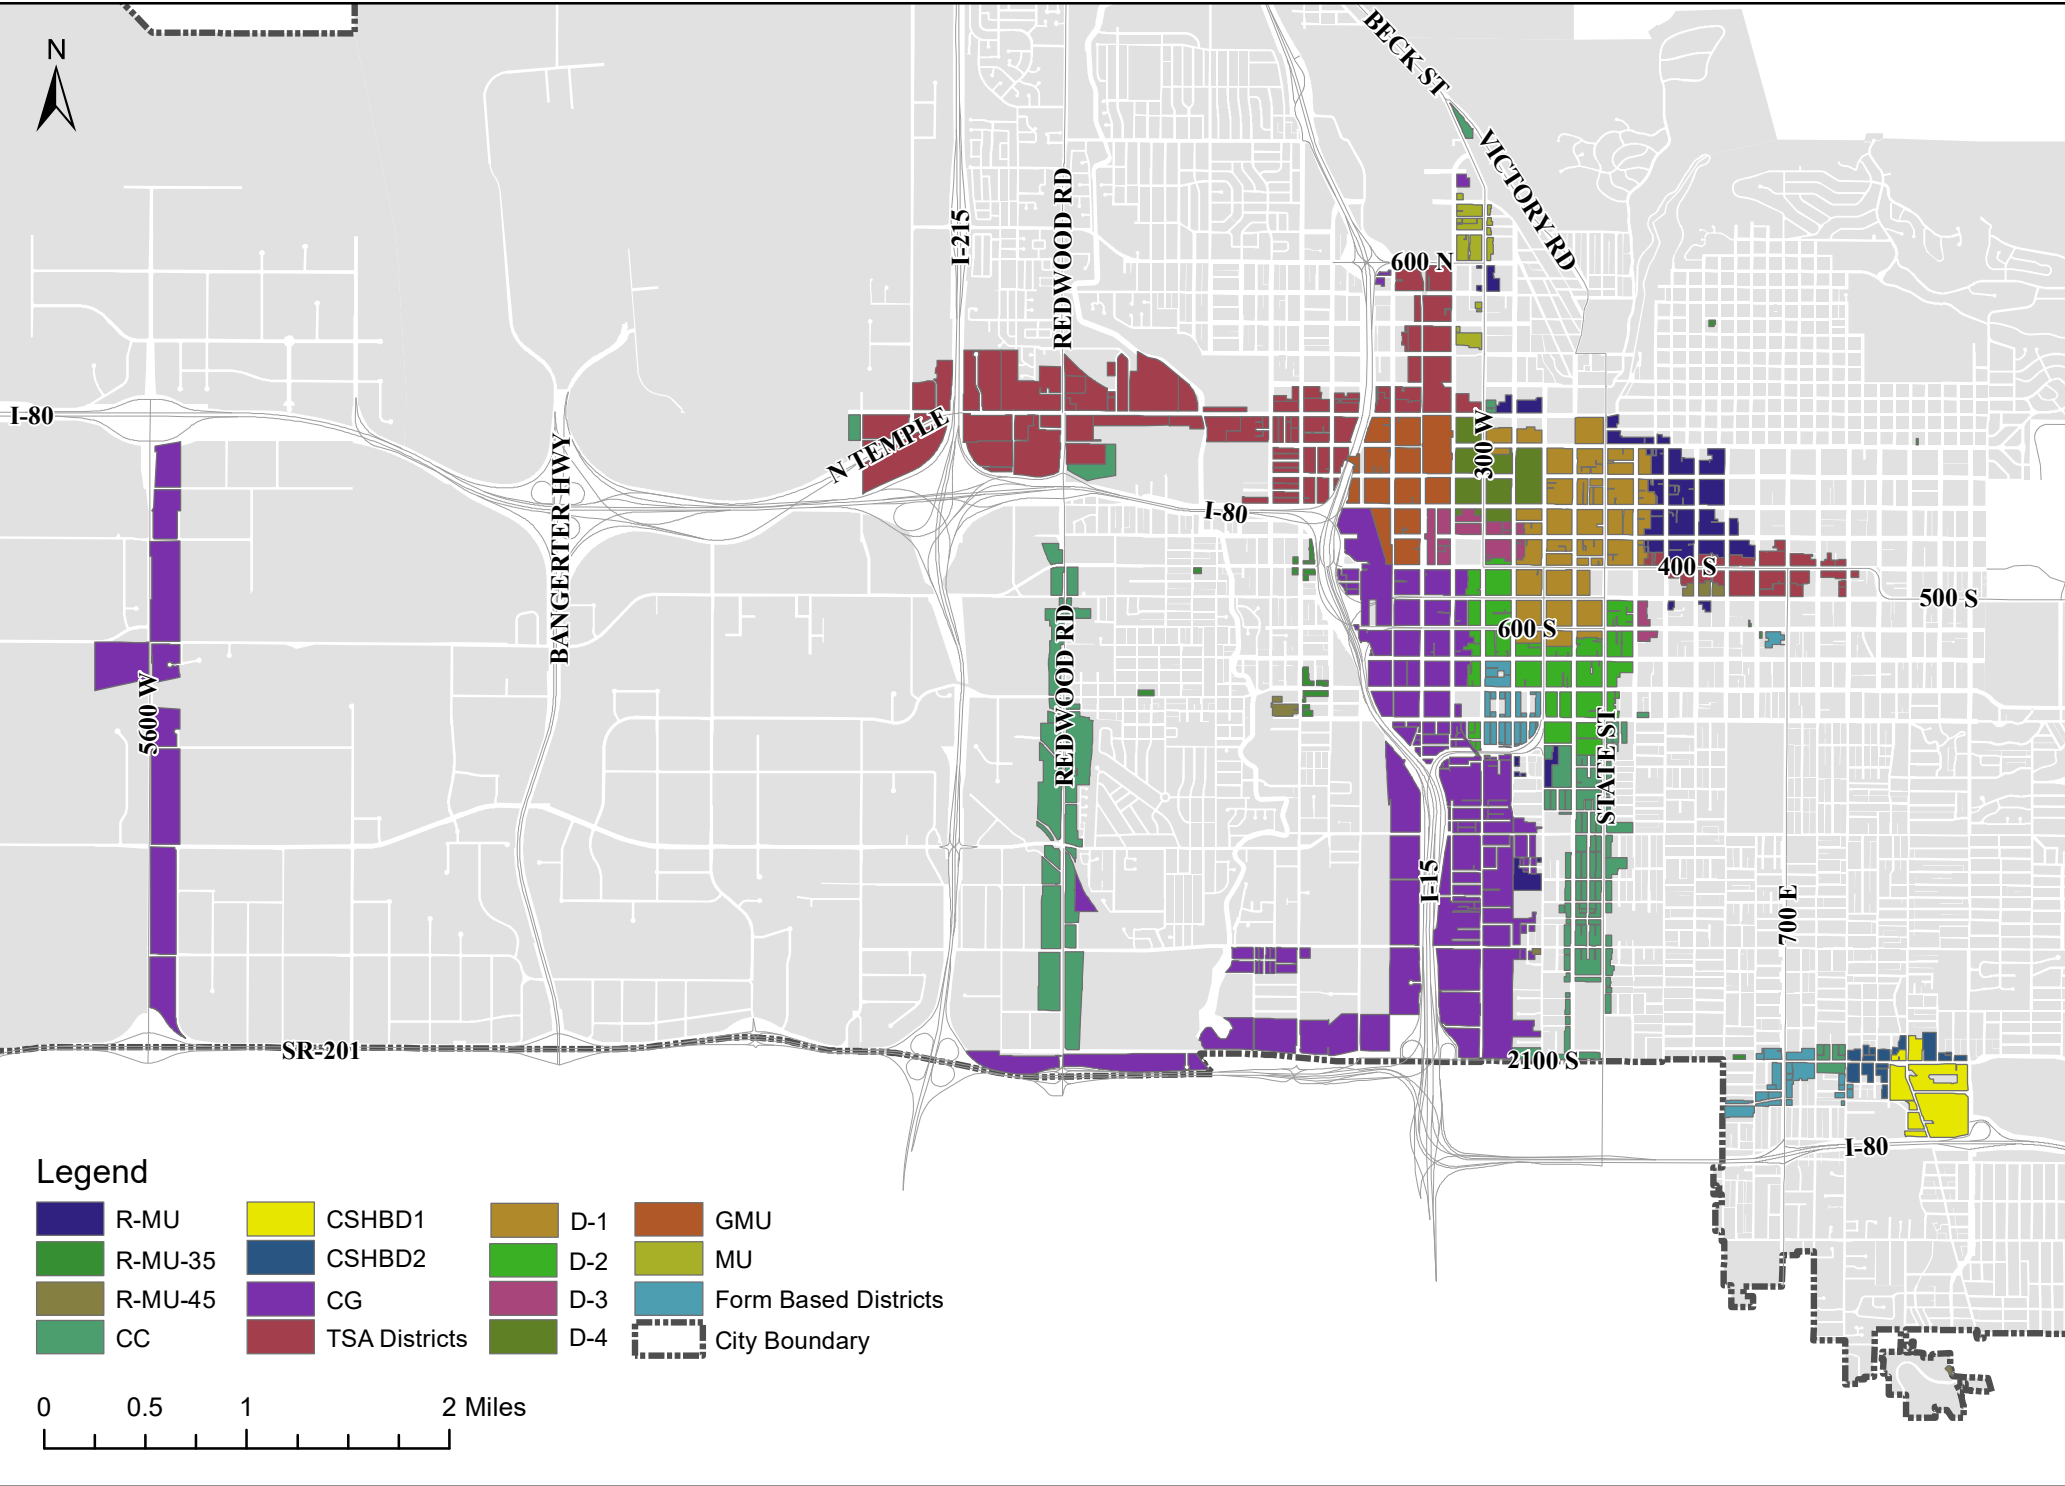 N
BECK ST
VICTORY RD
I-215
REDWOOD RD
600 N
I-80
N TEMPLE
300 W
BANGERTER HWY
I-80
400 S
500 S
600 S
REDWOOD RD
5600 W
STATE ST
I-15
700 E
SR-201
2100 S
I-80
Legend
R-MU
R-MU-35
R-MU-45
CC
CSHBD1
CSHBD2
CG
TSA Districts
D-1
D-2
D-3
D-4
GMU
MU
Form Based Districts
City Boundary
0 0.5 1 2 Miles